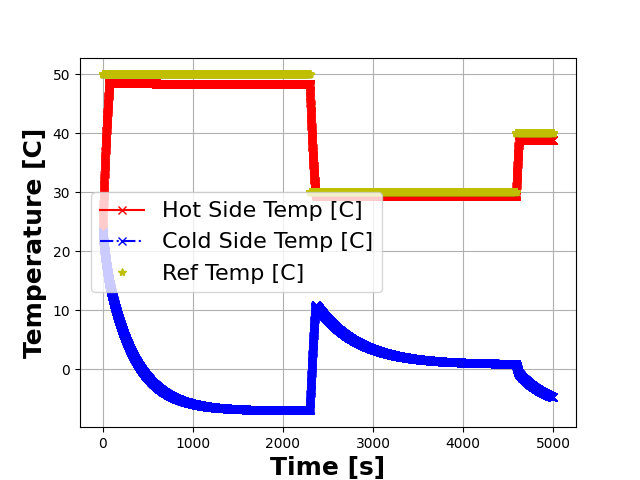 50
40
30
20
10
0
Temperature [C]
Hot Side Temp [C]
Cold Side Temp [C]
Ref Temp [C]
0 1000 2000 3000 4000 5000
Time [s]